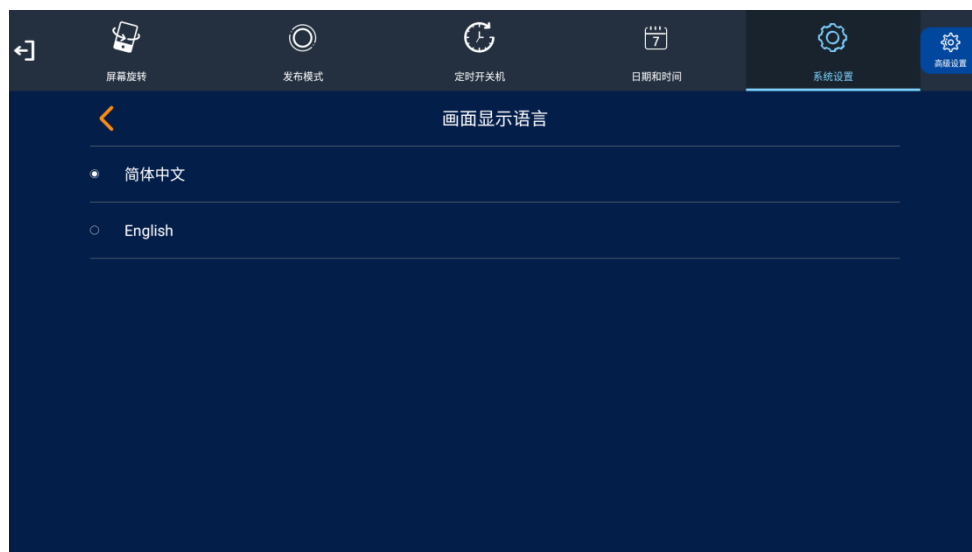 屏幕旋转
发布模式
定时开关机
7
日期和时间
系统设置
高级设置
画面显示语言
简体中文
English